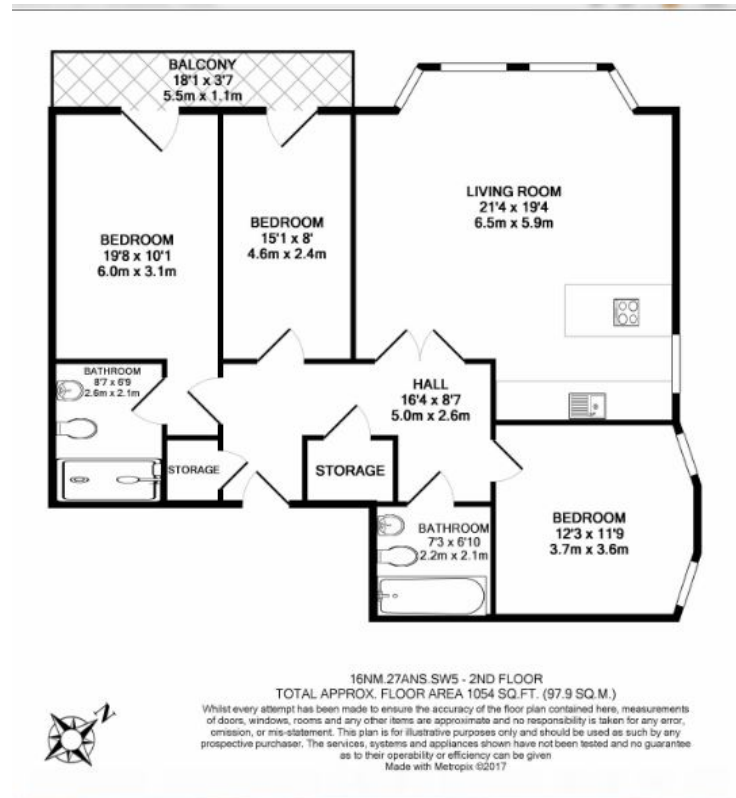 BALCONY
18'1 x 3'7
5.5m x 1.1m
LIVING ROOM
21'4 x 19'4
6.5m x 5.9m
BEDROOM
15'1 x 8'
4.6m x 2.4m
BEDROOM
19'8 x 10'1
6.0m x 3.1m
BATHROOM
8'7 x 6'9
2.6m x 2.1m
HALL
16'4 x 8'7
5.0m x 2.6m
STORAGE
STORAGE
BEDROOM
12'3 x 11'9
3.7m x 3.6m
BATHROOM
7'3 x 6'10
2.2m x 2.1m
N
16NM.27ANS.SW5 - 2ND FLOOR
TOTAL APPROX. FLOOR AREA 1054 SQ.FT. (97.9 SQ.M.)
Whilst every attempt has been made to ensure the accuracy of the floor plan contained here, measurements
of doors, windows, rooms and any other items are approximate and no responsibility is taken for any error,
omission, or mis-statement. This plan is for illustrative purposes only and should be used as such by any
prospective purchaser. The services, systems and appliances shown have not been tested and no guarantee
as to their operability or efficiency can be given
Made with Metropix ©2017